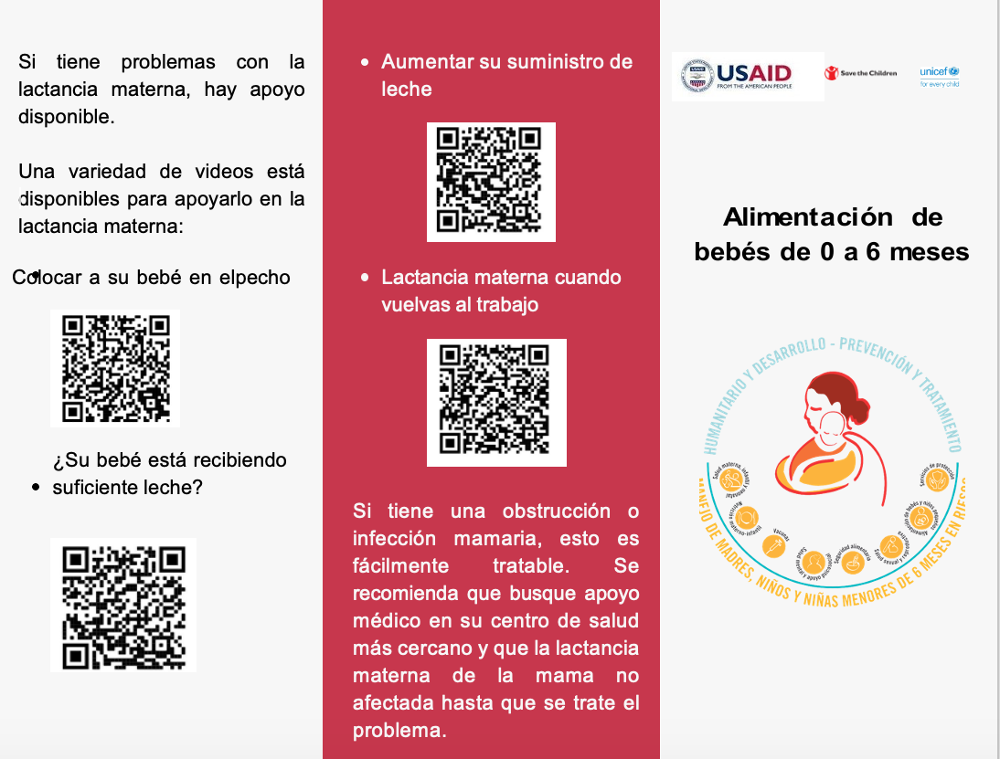 Si tiene problemas con la
lactancia materna, hay apoyo
disponible.
Una variedad de videos está
disponibles para apoyarlo en la
lactancia materna:
Colocar a su bebé en elpecho
¿Su bebé está recibiendo
• suficiente leche?
• Aumentar su suministro de
leche
• Lactancia materna cuando
vuelvas al trabajo
Si tiene una obstrucción o
infección mamaria, esto es
fácilmente tratable. Se
recomienda que busque apoyo
médico en su centro de salud
más cercano y que la lactancia
materna de la mama no
afectada hasta que se trate el
problema.
USAID
FROM THE AMERICAN PEOPLE
Save the Children
unicef
for every child
Alimentación de
bebés de 0 a 6 meses
HUMANITARIO Y DESARROLLO - PREVENCIÓN Y TRATAMIENTO
Salud materna, infantil y neonatal
Nutrición materno-infantil
Vacunas
Salud mental y apoyo psicosocial
Seguridad alimentaria
Salud sexual y reproductiva
Alimentación de bebés y niños pequeños
Servicios de protección
MANEJO DE MADRES, NIÑOS Y NIÑAS MENORES DE 6 MESES EN RIESGO